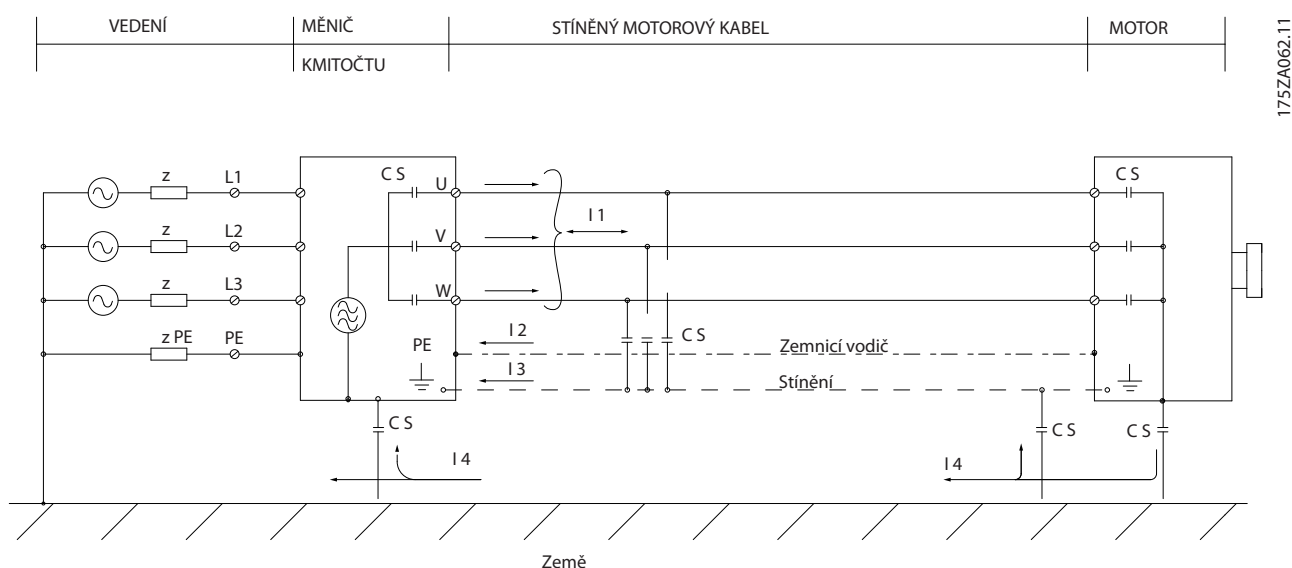 VEDENÍ
MĚNIČ
KMITOČTU
STÍNĚNÝ MOTOROVÝ KABEL
MOTOR
175ZA062.11
z L1
C S U
C S
z L2
V
I 1
z L3
W
z PE PE
PE
I 2
C S
Zemnicí vodič
I 3
Stínění
C S
C S
C S
I 4
I 4
Země